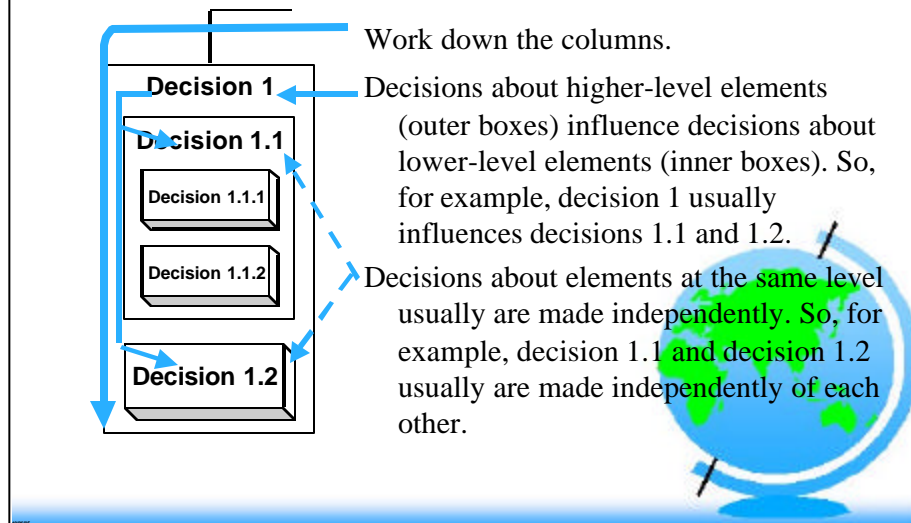 Work down the columns.
Decision 1
Decisions about higher-level elements
(outer boxes) influence decisions about
lower-level elements (inner boxes). So,
for example, decision 1 usually
influences decisions 1.1 and 1.2.
Decision 1.1
Decision 1.1.1
Decision 1.1.2
Decisions about elements at the same level
usually are made independently. So, for
example, decision 1.1 and decision 1.2
usually are made independently of each
other.
Decision 1.2